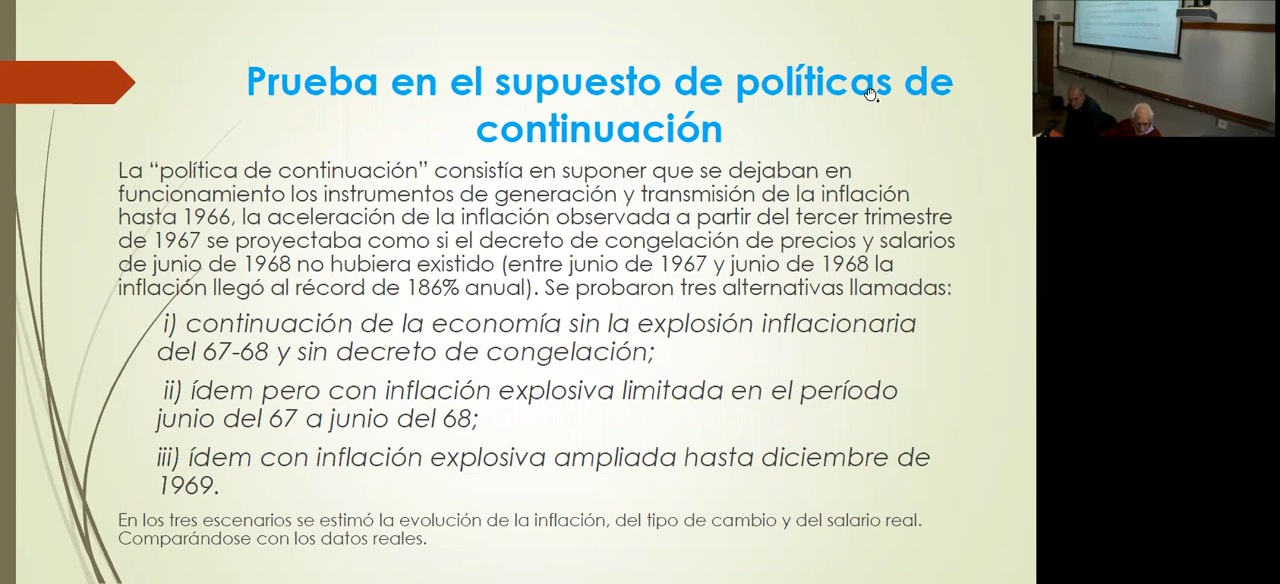 Prueba en el supuesto de políticas de
continuación
La “política de continuación” consistía en suponer que se dejaban en
funcionamiento los instrumentos de generación y transmisión de la inflación
hasta 1966, la aceleración de la inflación observada a partir del tercer trimestre
de 1967 se proyectaba como si el decreto de congelación de precios y salarios
de junio de 1968 no hubiera existido (entre junio de 1967 y junio de 1968 la
inflación llegó al récord de 186% anual). Se probaron tres alternativas llamadas:
i) continuación de la economía sin la explosión inflacionaria
del 67-68 y sin decreto de congelación;
ii) ídem pero con inflación explosiva limitada en el período
junio del 67 a junio del 68;
iii) ídem con inflación explosiva ampliada hasta diciembre de
1969.
En los tres escenarios se estimó la evolución de la inflación, del tipo de cambio y del salario real.
Comparándose con los datos reales.